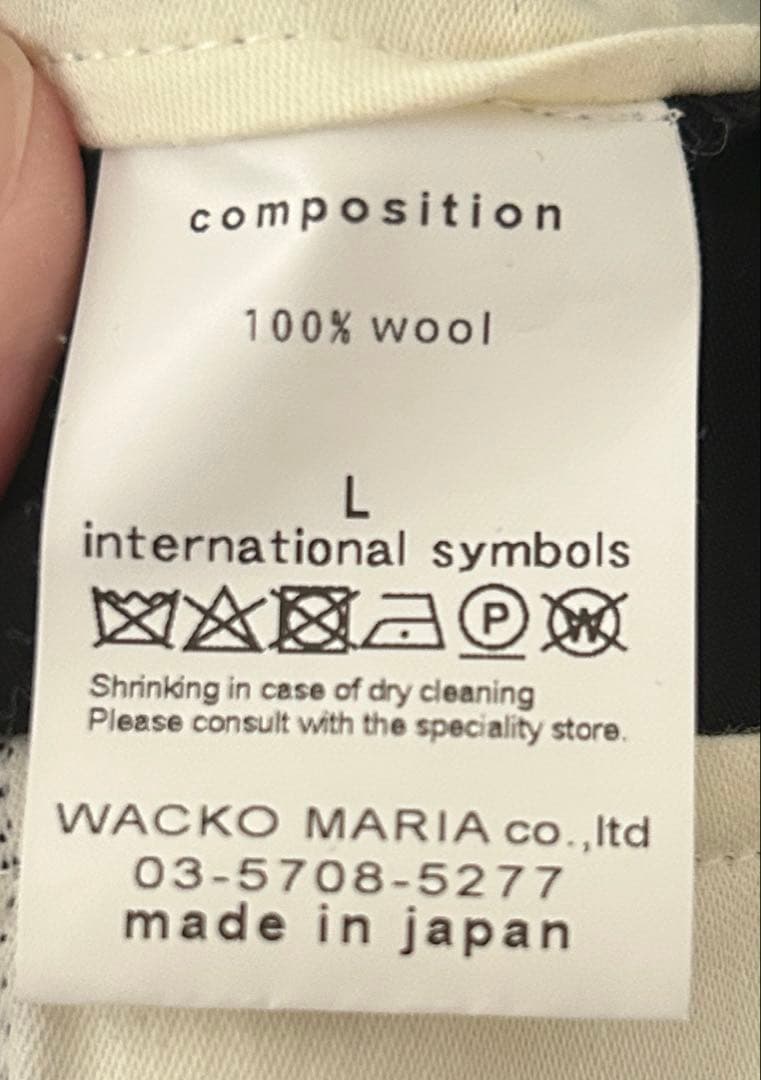 composition
100% wool
L
international symbols
P W
Shrinking in case of dry cleaning
Please consult with the speciality store.
WACKO MARIA co.,ltd
03-5708-5277
made in japan